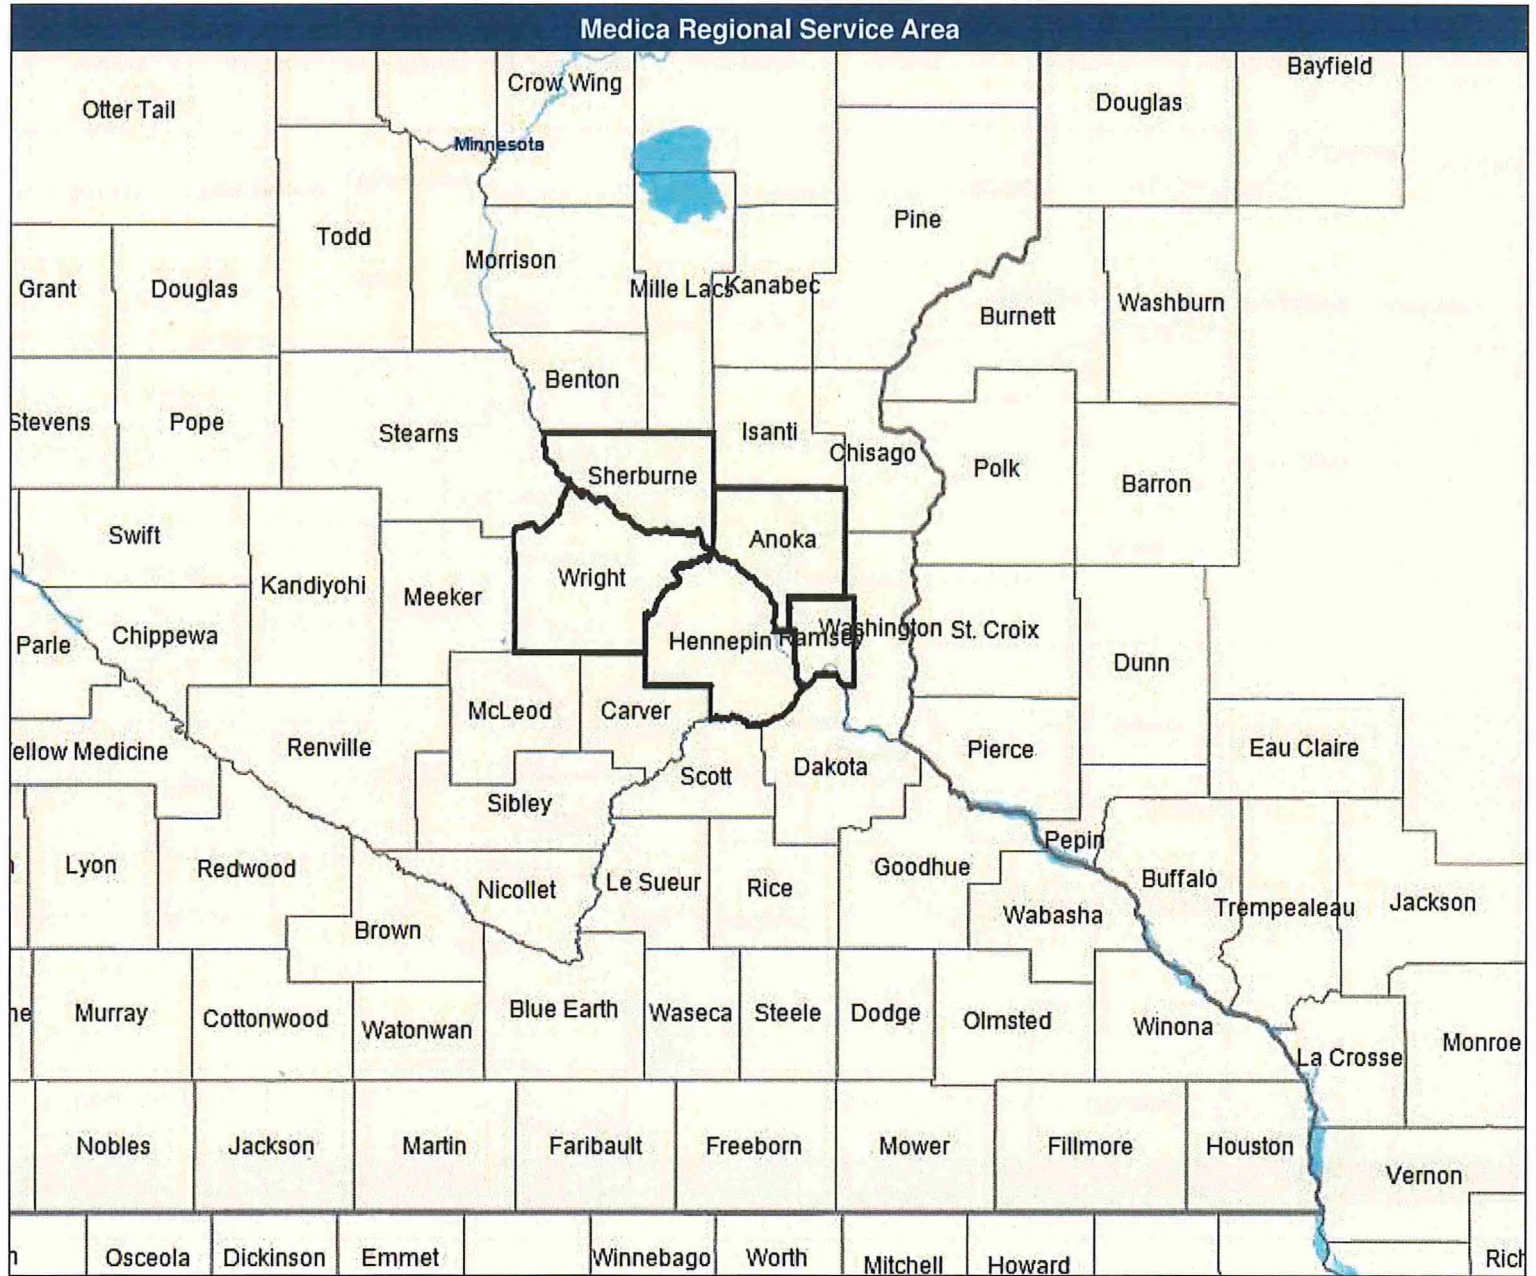 Medica Regional Service Area
Bayfield
Crow Wing
Douglas
Otter Tail
Minnesota
Pine
Todd
Morrison
Grant
Douglas
Mille Lacs
Kanabec
Washburn
Burnett
Benton
Stevens
Pope
Stearns
Isanti
Chisago
Polk
Sherburne
Barron
Swift
Anoka
Wright
Kandiyohi
Meeker
Chippewa
Parle
Hennepin
Ramsey
Washington
St. Croix
Dunn
McLeod
Carver
Renville
ellow Medicine
Pierce
Eau Claire
Scott
Dakota
Sibley
Pepin
Lyon
Redwood
Goodhue
Nicollet
Le Sueur
Rice
Buffalo
Trempealeau
Jackson
Wabasha
Brown
ne
Murray
Cottonwood
Watonwan
Blue Earth
Waseca
Steele
Dodge
Olmsted
Winona
La Crosse
Monroe
Nobles
Jackson
Martin
Faribault
Freeborn
Mower
Fillmore
Houston
Vernon
Osceola
Dickinson
Emmet
Winnebago
Worth
Mitchell
Howard
Rich